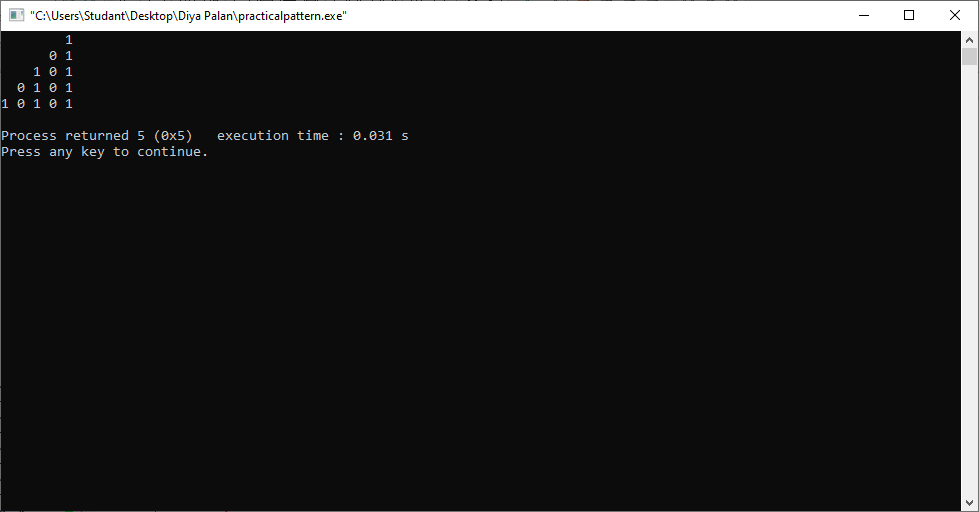 "C:\Users\Studant\Desktop\Diya Palan\practicalpattern.exe"
        1
      0 1
    1 0 1
  0 1 0 1
1 0 1 0 1

Process returned 5 (0x5)   execution time : 0.031 s
Press any key to continue.